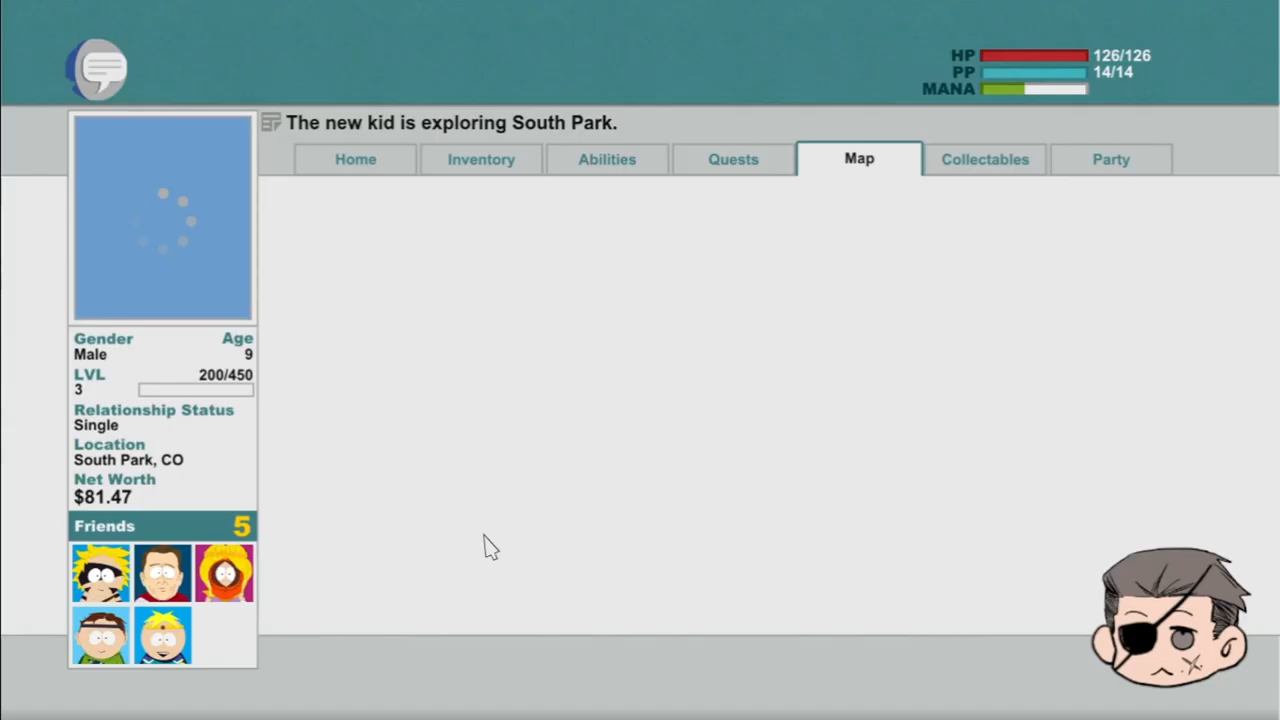 HP 126/126
PP 14/14
MANA
The new kid is exploring South Park.
Home Inventory Abilities Quests Map Collectables Party
Gender Age
Male 9
LVL 200/450
3
Relationship Status
Single
Location
South Park, CO
Net Worth
$81.47
Friends 5